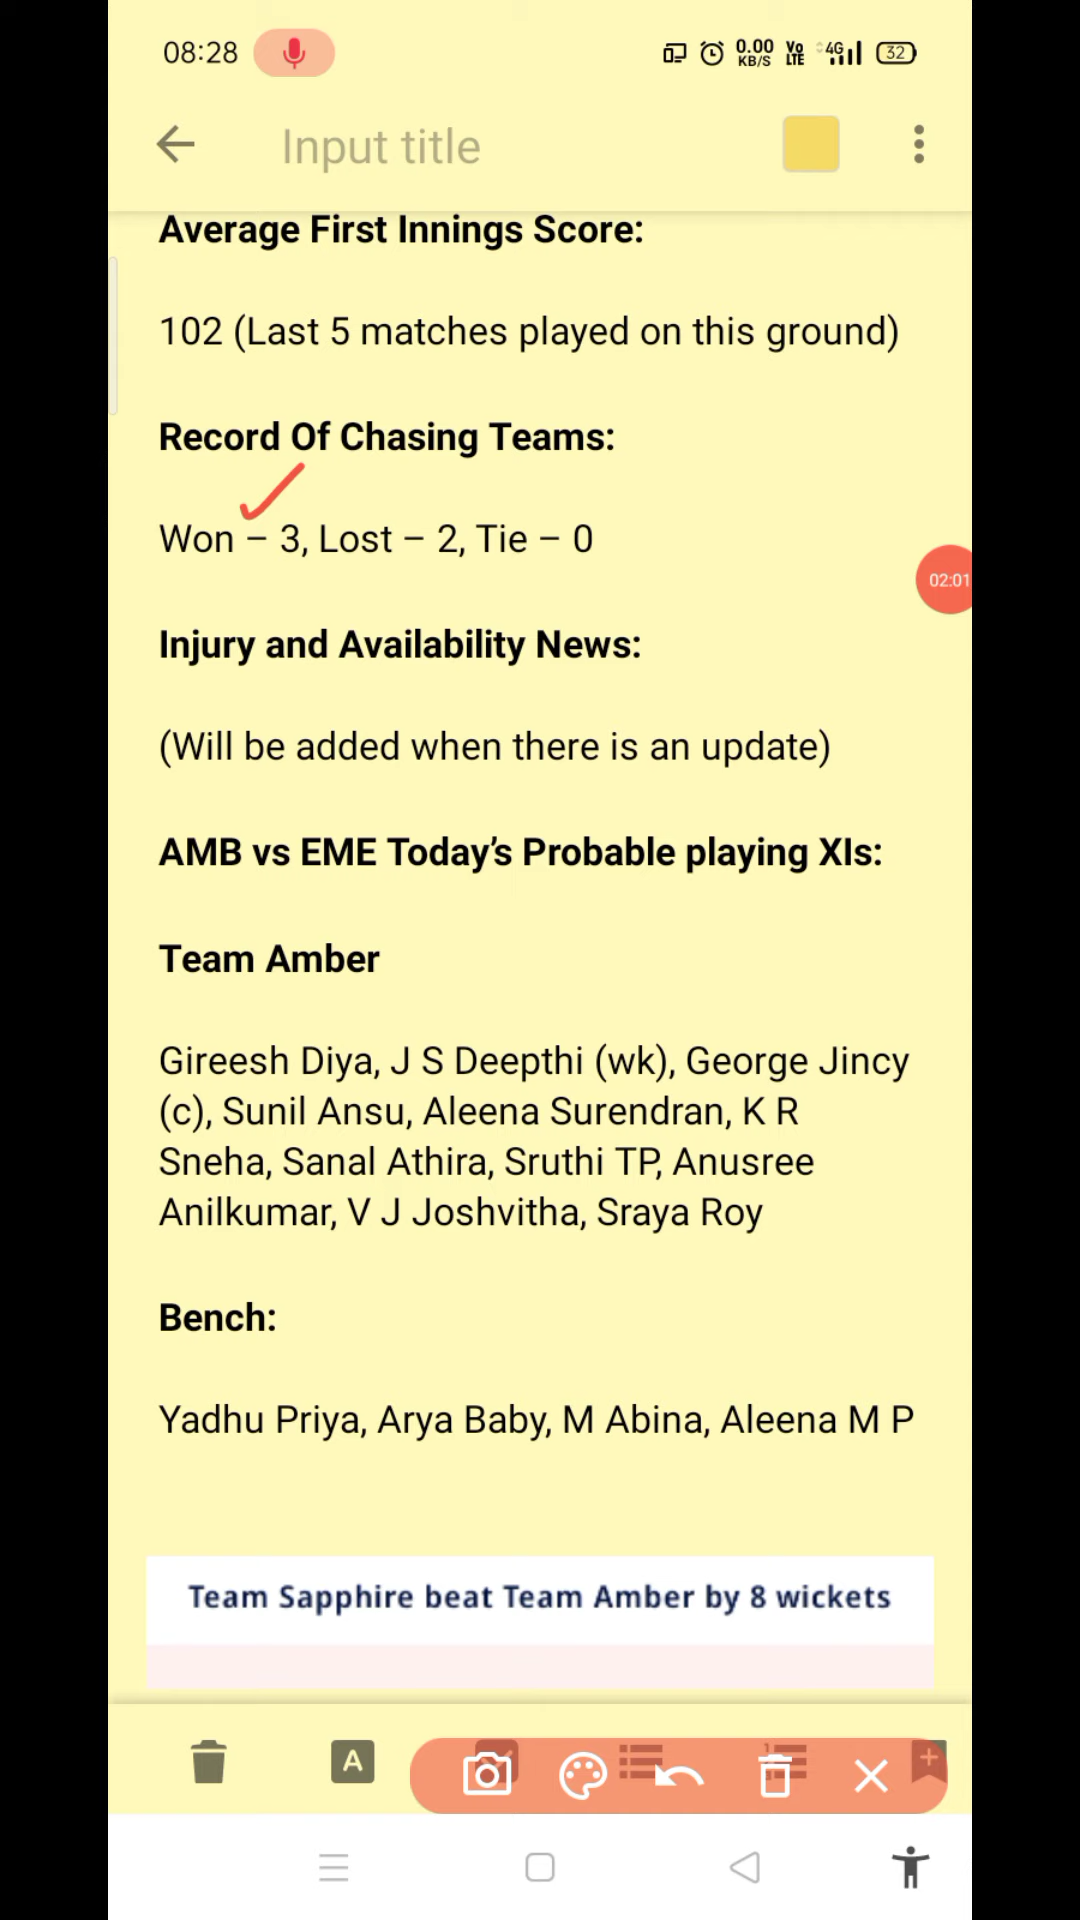 08:28
0.00 KB/S
Vo LTE
4G
32
Input title
Average First Innings Score:
102 (Last 5 matches played on this ground)
Record Of Chasing Teams:
Won – 3, Lost – 2, Tie – 0
02:01
Injury and Availability News:
(Will be added when there is an update)
AMB vs EME Today’s Probable playing XIs:
Team Amber
Gireesh Diya, J S Deepthi (wk), George Jincy
(c), Sunil Ansu, Aleena Surendran, K R
Sneha, Sanal Athira, Sruthi TP, Anusree
Anilkumar, V J Joshvitha, Sraya Roy
Bench:
Yadhu Priya, Arya Baby, M Abina, Aleena M P
Team Sapphire beat Team Amber by 8 wickets
A